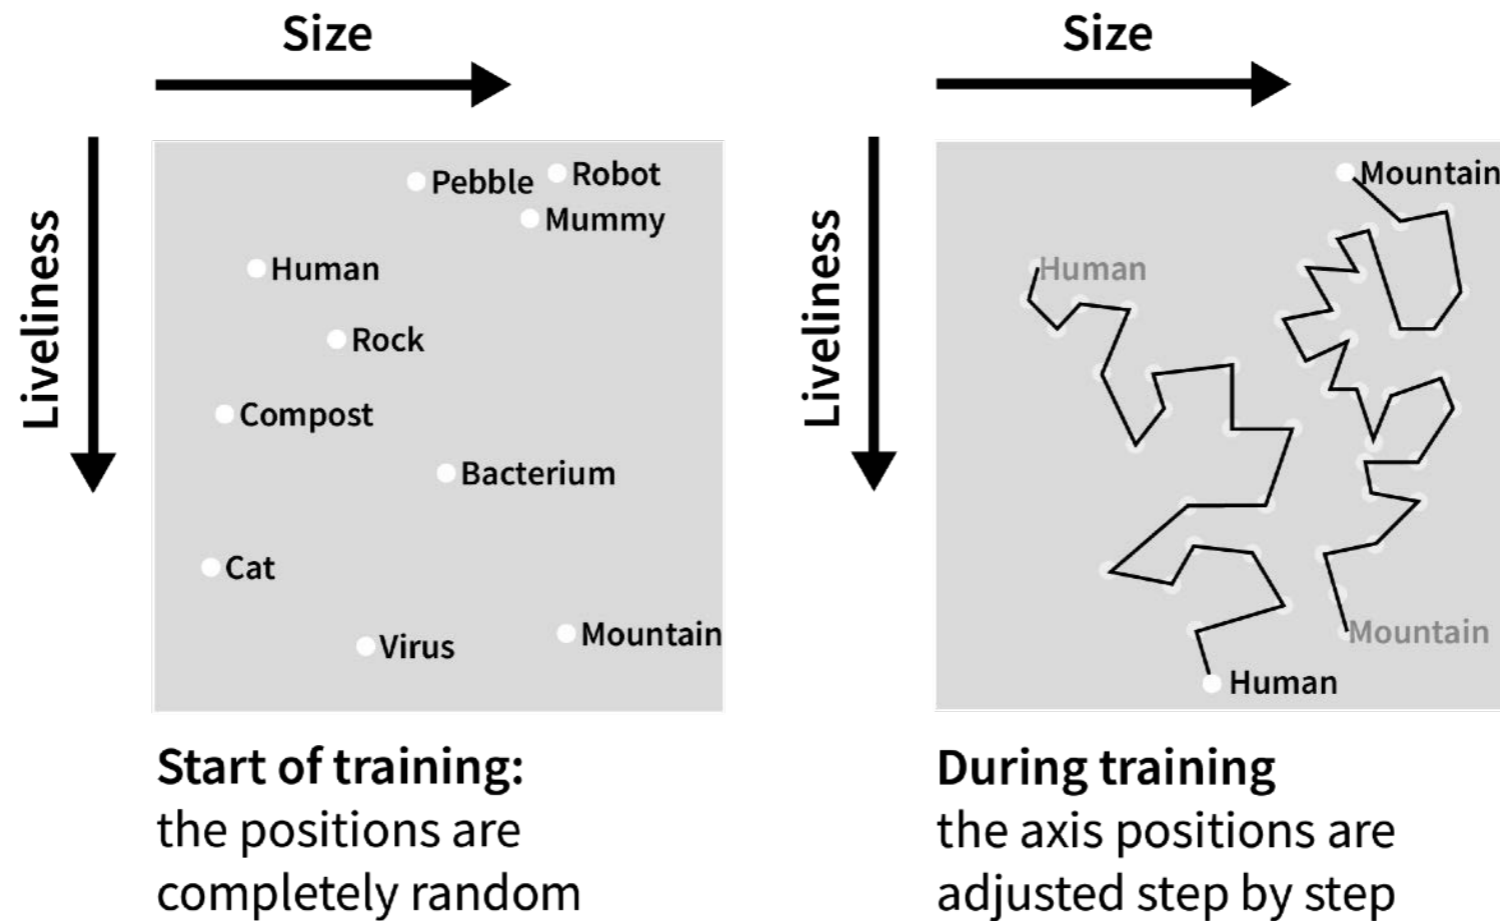 Size
Liveliness
Pebble
Robot
Mummy
Human
Rock
Compost
Bacterium
Cat
Virus
Mountain
Start of training:
the positions are
completely random
Size
Liveliness
Mountain
Human
Mountain
Human
During training
the axis positions are
adjusted step by step